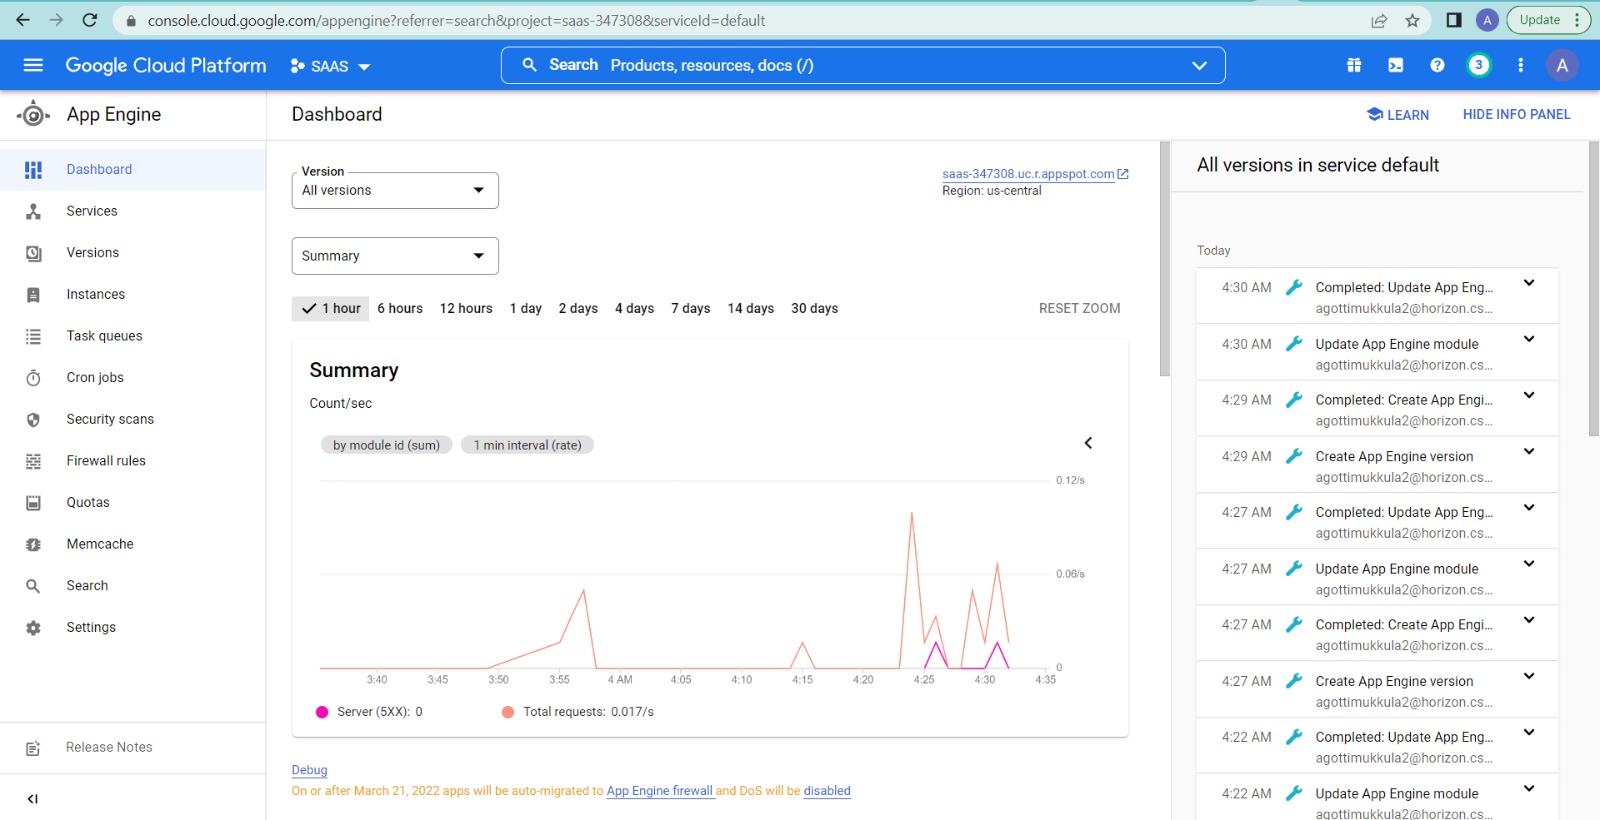 console.cloud.google.com/appengine?referrer=search&project=saas-347308&serviceId=default
A
Update
Google Cloud Platform
SAAS
Search Products, resources, docs (/)
3
A
App Engine
Dashboard
LEARN
HIDE INFO PANEL
Dashboard
Services
Versions
Instances
Task queues
Cron jobs
Security scans
Firewall rules
Quotas
Memcache
Search
Settings
Release Notes
Version
All versions
saas-347308.uc.r.appspot.com
Region: us-central
Summary
1 hour 6 hours 12 hours 1 day 2 days 4 days 7 days 14 days 30 days
RESET ZOOM
Summary
Count/sec
by module id (sum) 1 min interval (rate)
0.12/s
0.06/s
0
3:40 3:45 3:50 3:55 4 AM 4:05 4:10 4:15 4:20 4:25 4:30 4:35
Server (5XX): 0 Total requests: 0.017/s
Debug
On or after March 21, 2022 apps will be auto-migrated to App Engine firewall and DoS will be disabled
All versions in service default
Today
4:30 AM Completed: Update App Eng...
agottimukkula2@horizon.cs...
4:30 AM Update App Engine module
agottimukkula2@horizon.cs...
4:29 AM Completed: Create App Engi...
agottimukkula2@horizon.cs...
4:29 AM Create App Engine version
agottimukkula2@horizon.cs...
4:27 AM Completed: Update App Eng...
agottimukkula2@horizon.cs...
4:27 AM Update App Engine module
agottimukkula2@horizon.cs...
4:27 AM Completed: Create App Engi...
agottimukkula2@horizon.cs...
4:27 AM Create App Engine version
agottimukkula2@horizon.cs...
4:22 AM Completed: Update App Eng...
agottimukkula2@horizon.cs...
4:22 AM Update App Engine module
agottimukkula2@horizon.cs...